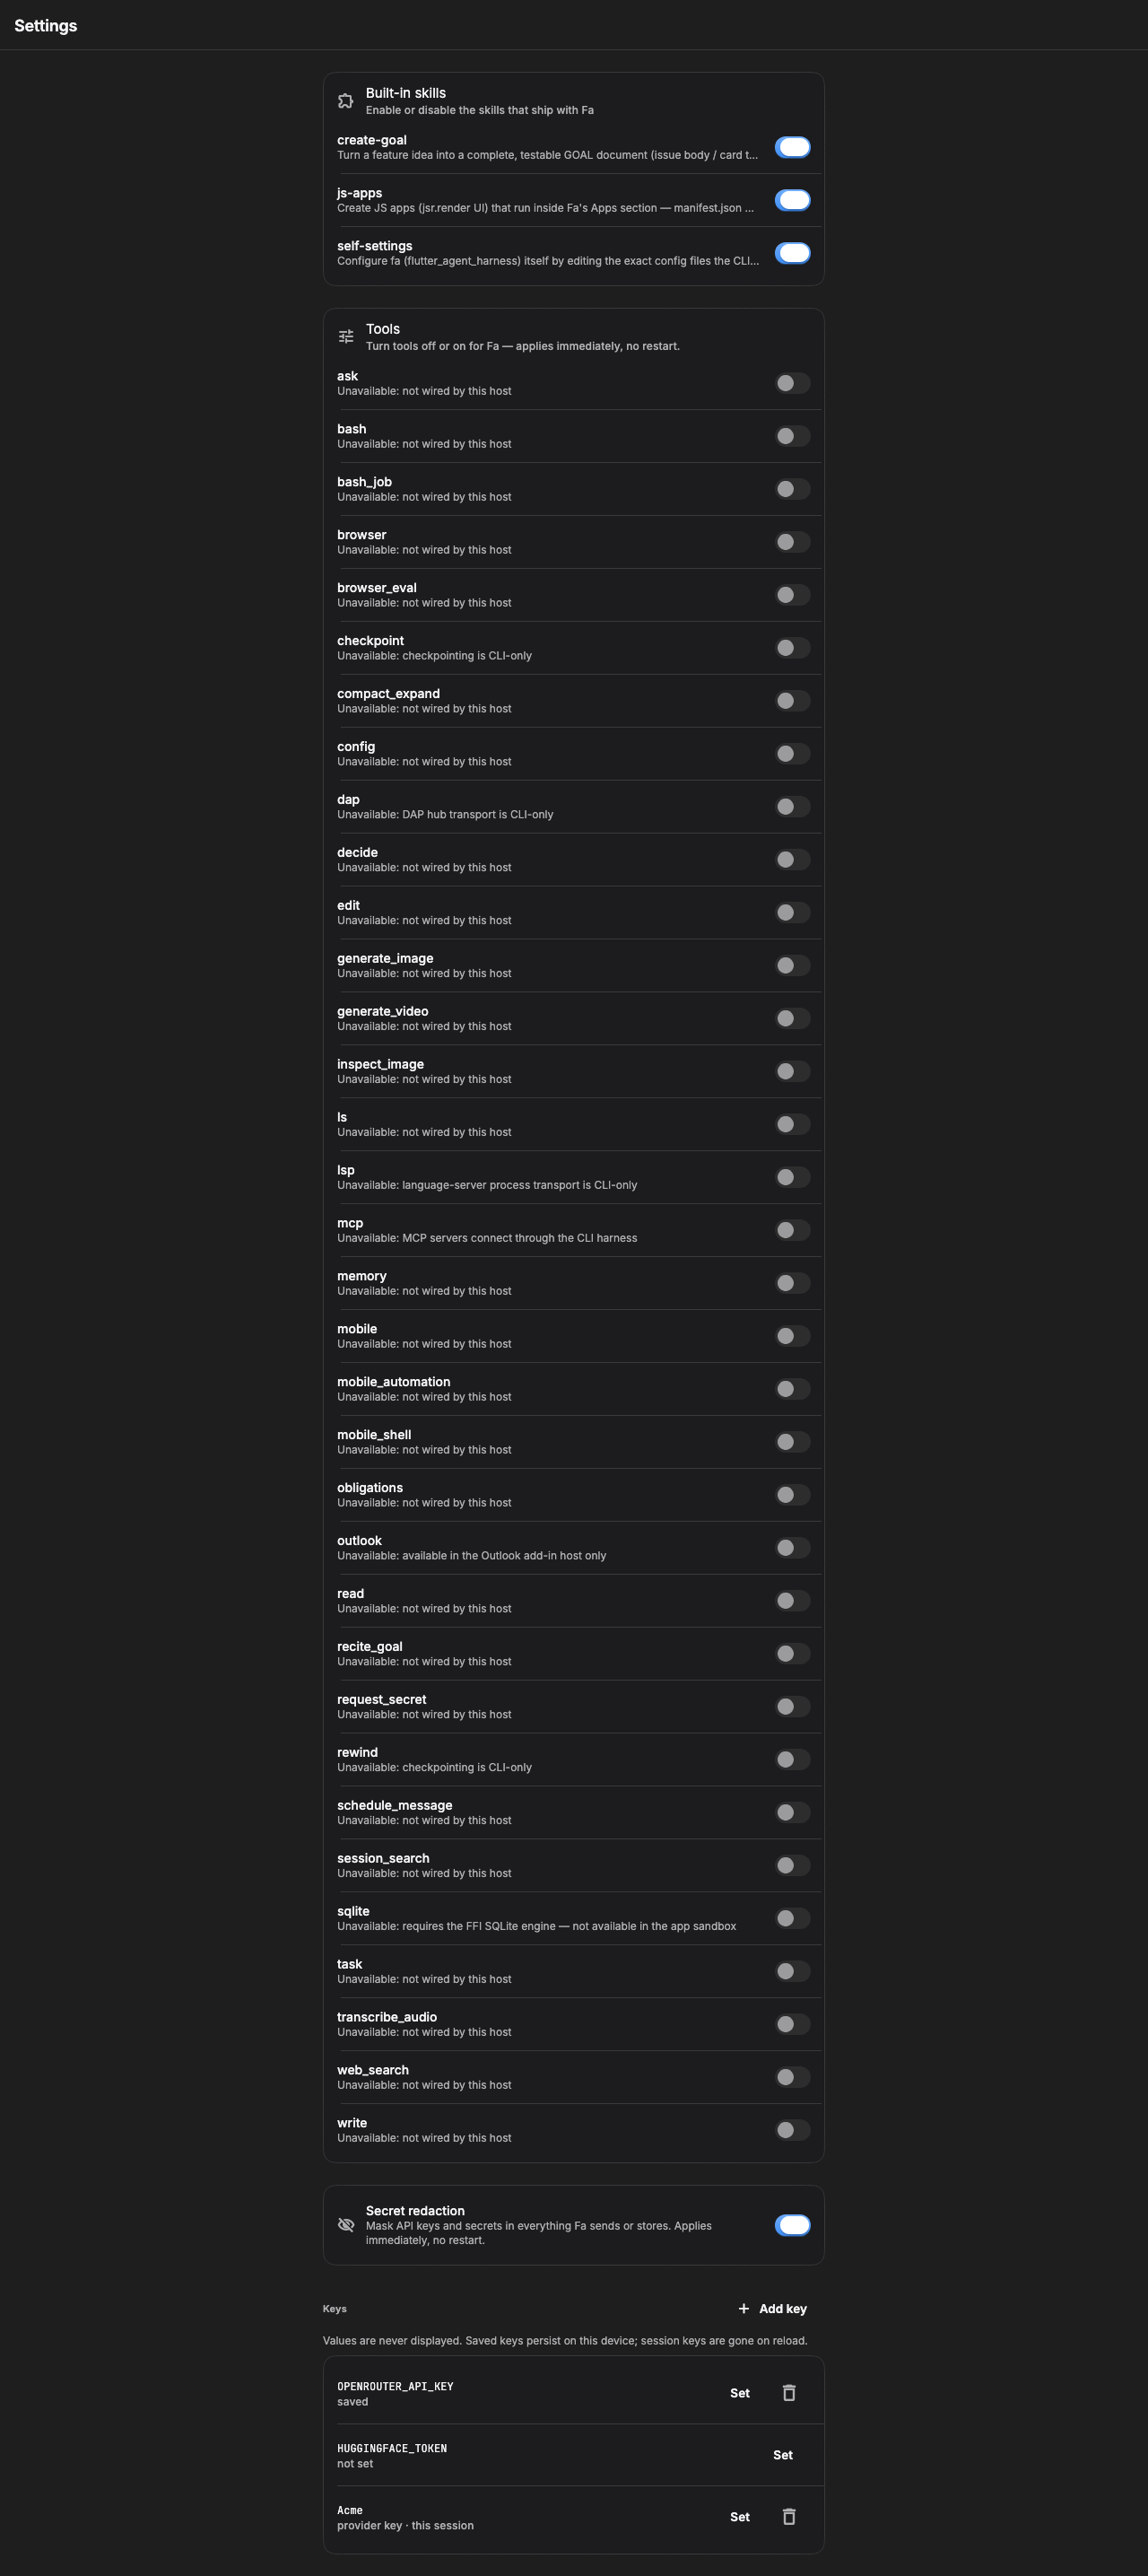 Settings
Built-in skills
Enable or disable the skills that ship with Fa
create-goal
Turn a feature idea into a complete, testable GOAL document (issue body / card t...
js-apps
Create JS apps (jsr.render UI) that run inside Fa's Apps section — manifest.json ...
self-settings
Configure fa (flutter_agent_harness) itself by editing the exact config files the CLI...
Tools
Turn tools off or on for Fa — applies immediately, no restart.
ask
Unavailable: not wired by this host
bash
Unavailable: not wired by this host
bash_job
Unavailable: not wired by this host
browser
Unavailable: not wired by this host
browser_eval
Unavailable: not wired by this host
checkpoint
Unavailable: checkpointing is CLI-only
compact_expand
Unavailable: not wired by this host
config
Unavailable: not wired by this host
dap
Unavailable: DAP hub transport is CLI-only
decide
Unavailable: not wired by this host
edit
Unavailable: not wired by this host
generate_image
Unavailable: not wired by this host
generate_video
Unavailable: not wired by this host
inspect_image
Unavailable: not wired by this host
ls
Unavailable: not wired by this host
lsp
Unavailable: language-server process transport is CLI-only
mcp
Unavailable: MCP servers connect through the CLI harness
memory
Unavailable: not wired by this host
mobile
Unavailable: not wired by this host
mobile_automation
Unavailable: not wired by this host
mobile_shell
Unavailable: not wired by this host
obligations
Unavailable: not wired by this host
outlook
Unavailable: available in the Outlook add-in host only
read
Unavailable: not wired by this host
recite_goal
Unavailable: not wired by this host
request_secret
Unavailable: not wired by this host
rewind
Unavailable: checkpointing is CLI-only
schedule_message
Unavailable: not wired by this host
session_search
Unavailable: not wired by this host
sqlite
Unavailable: requires the FFI SQLite engine — not available in the app sandbox
task
Unavailable: not wired by this host
transcribe_audio
Unavailable: not wired by this host
web_search
Unavailable: not wired by this host
write
Unavailable: not wired by this host
Secret redaction
Mask API keys and secrets in everything Fa sends or stores. Applies
immediately, no restart.
Keys
Add key
Values are never displayed. Saved keys persist on this device; session keys are gone on reload.
OPENROUTER_API_KEY
saved
Set
HUGGINGFACE_TOKEN
not set
Set
Acme
provider key · this session
Set